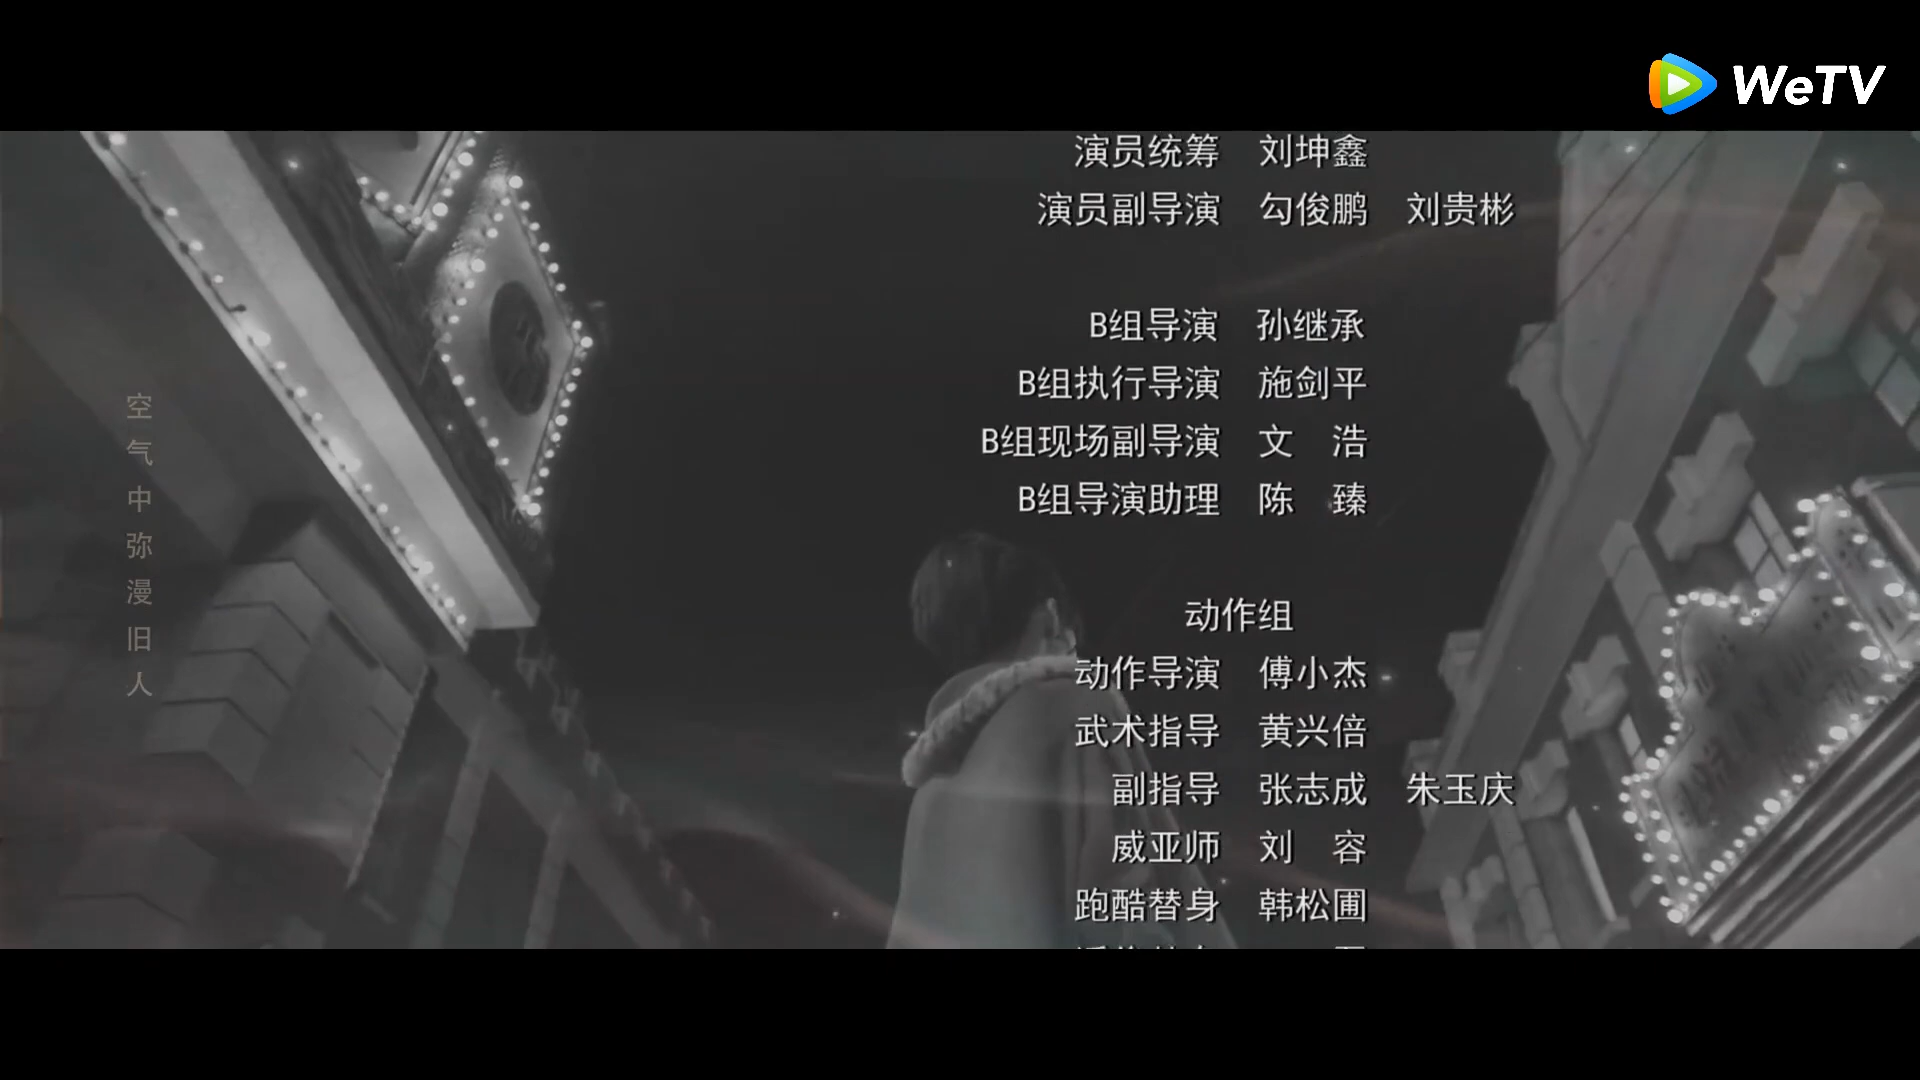 WeTV
演员统筹 刘坤鑫
演员副导演 勾俊鹏 刘贵彬
B组导演 孙继承
B组执行导演 施剑平
B组现场副导演 文 浩
B组导演助理 陈 臻
动作组
动作导演 傅小杰
武术指导 黄兴倍
副指导 张志成 朱玉庆
威亚师 刘 容
跑酷替身 韩松圃
空气中弥漫旧人